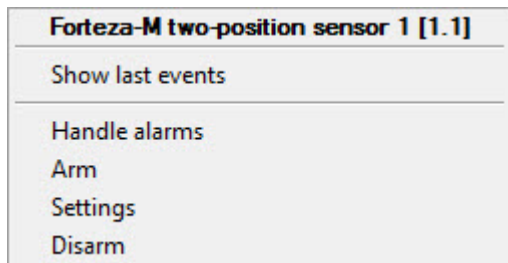 Forteza-M two-position sensor 1 [1.1]
Show last events
Handle alarms
Arm
Settings
Disarm